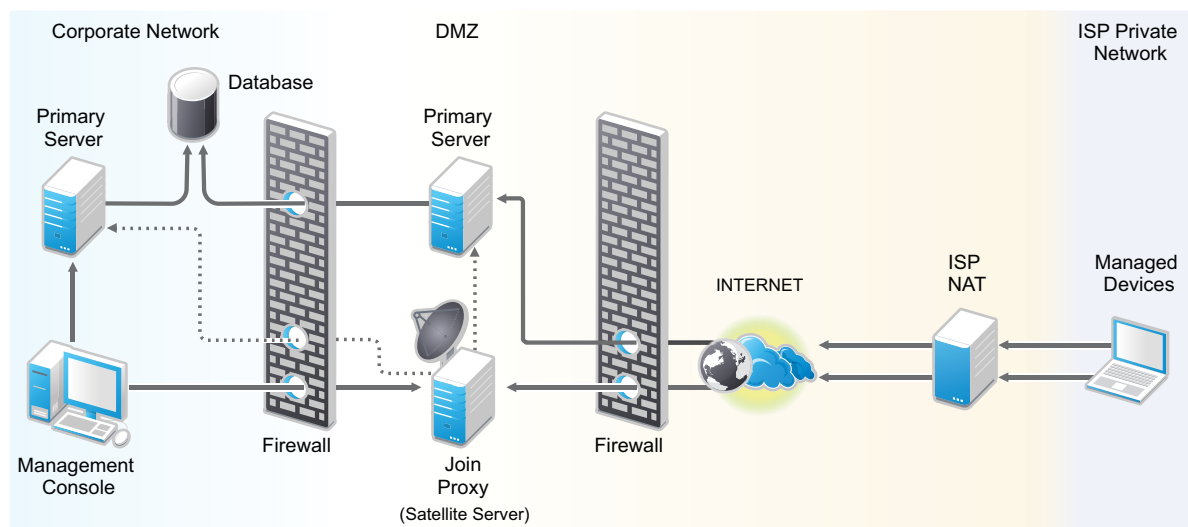 Corporate Network
DMZ
ISP Private
Network
Database
Primary
Server
Primary
Server
INTERNET
ISP
NAT
Managed
Devices
Firewall
Firewall
Management
Console
Join
Proxy
(Satellite Server)